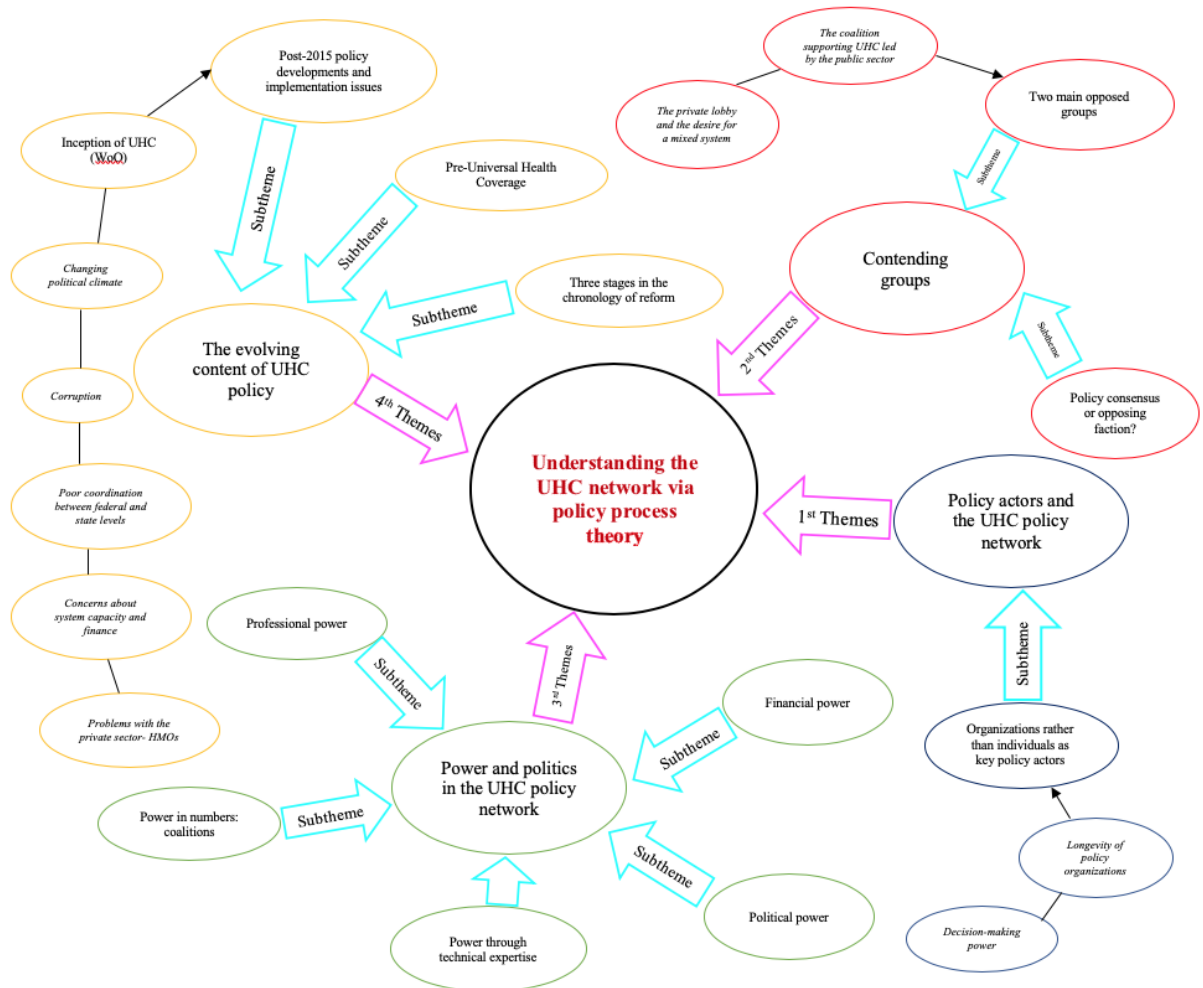 The coalition
supporting UHC led
by the public sector
Post-2015 policy
developments and
implementation issues
Two main opposed
groups
The private lobby
and the desire for
a mixed system
Inception of UHC
(WoO)
Pre-Universal Health
Coverage
Subtheme
Subtheme
Subtheme
Contending
groups
Changing
political climate
Three stages in the
chronology of reform
Subtheme
Subtheme
2nd Themes
The evolving
content of UHC
policy
Corruption
4th Themes
Policy consensus
or opposing
faction?
Understanding the
UHC network via
policy process
theory
Poor coordination
between federal and
state levels
1st Themes
Policy actors and
the UHC policy
network
Concerns about
system capacity and
finance
Professional power
3rd Themes
Subtheme
Subtheme
Problems with the
private sector- HMOs
Financial power
Subtheme
Organizations rather
than individuals as
key policy actors
Power and politics
in the UHC policy
network
Power in numbers:
coalitions
Subtheme
Subtheme
Longevity of
policy
organizations
Political power
Power through
technical expertise
Decision-making
power